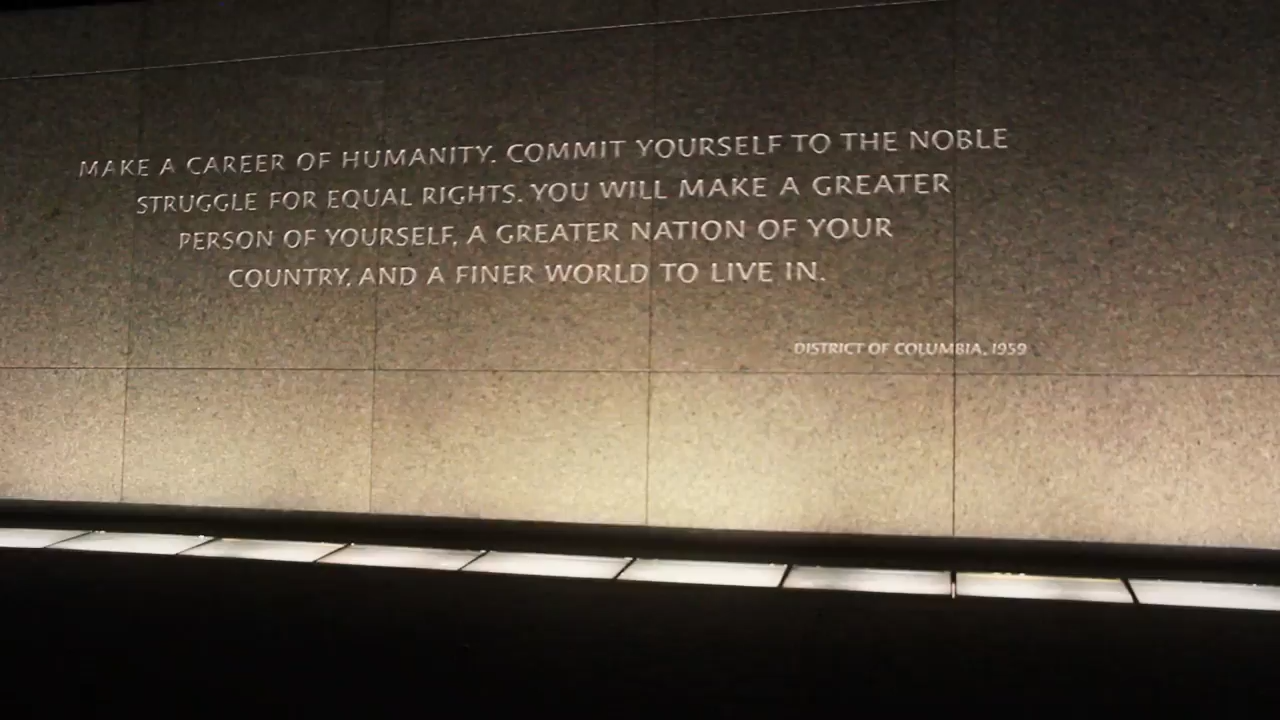 MAKE A CAREER OF HUMANITY. COMMIT YOURSELF TO THE NOBLE
STRUGGLE FOR EQUAL RIGHTS. YOU WILL MAKE A GREATER
PERSON OF YOURSELF, A GREATER NATION OF YOUR
COUNTRY, AND A FINER WORLD TO LIVE IN.
DISTRICT OF COLUMBIA, 1959